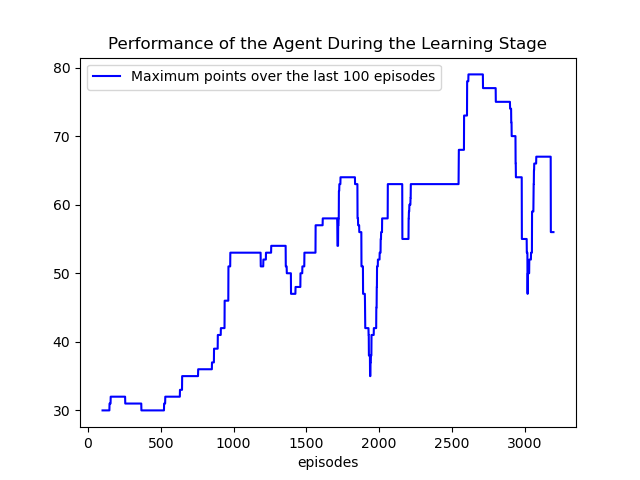 Performance of the Agent During the Learning Stage
Maximum points over the last 100 episodes
80
70
60
50
40
30
0 500 1000 1500 2000 2500 3000
episodes